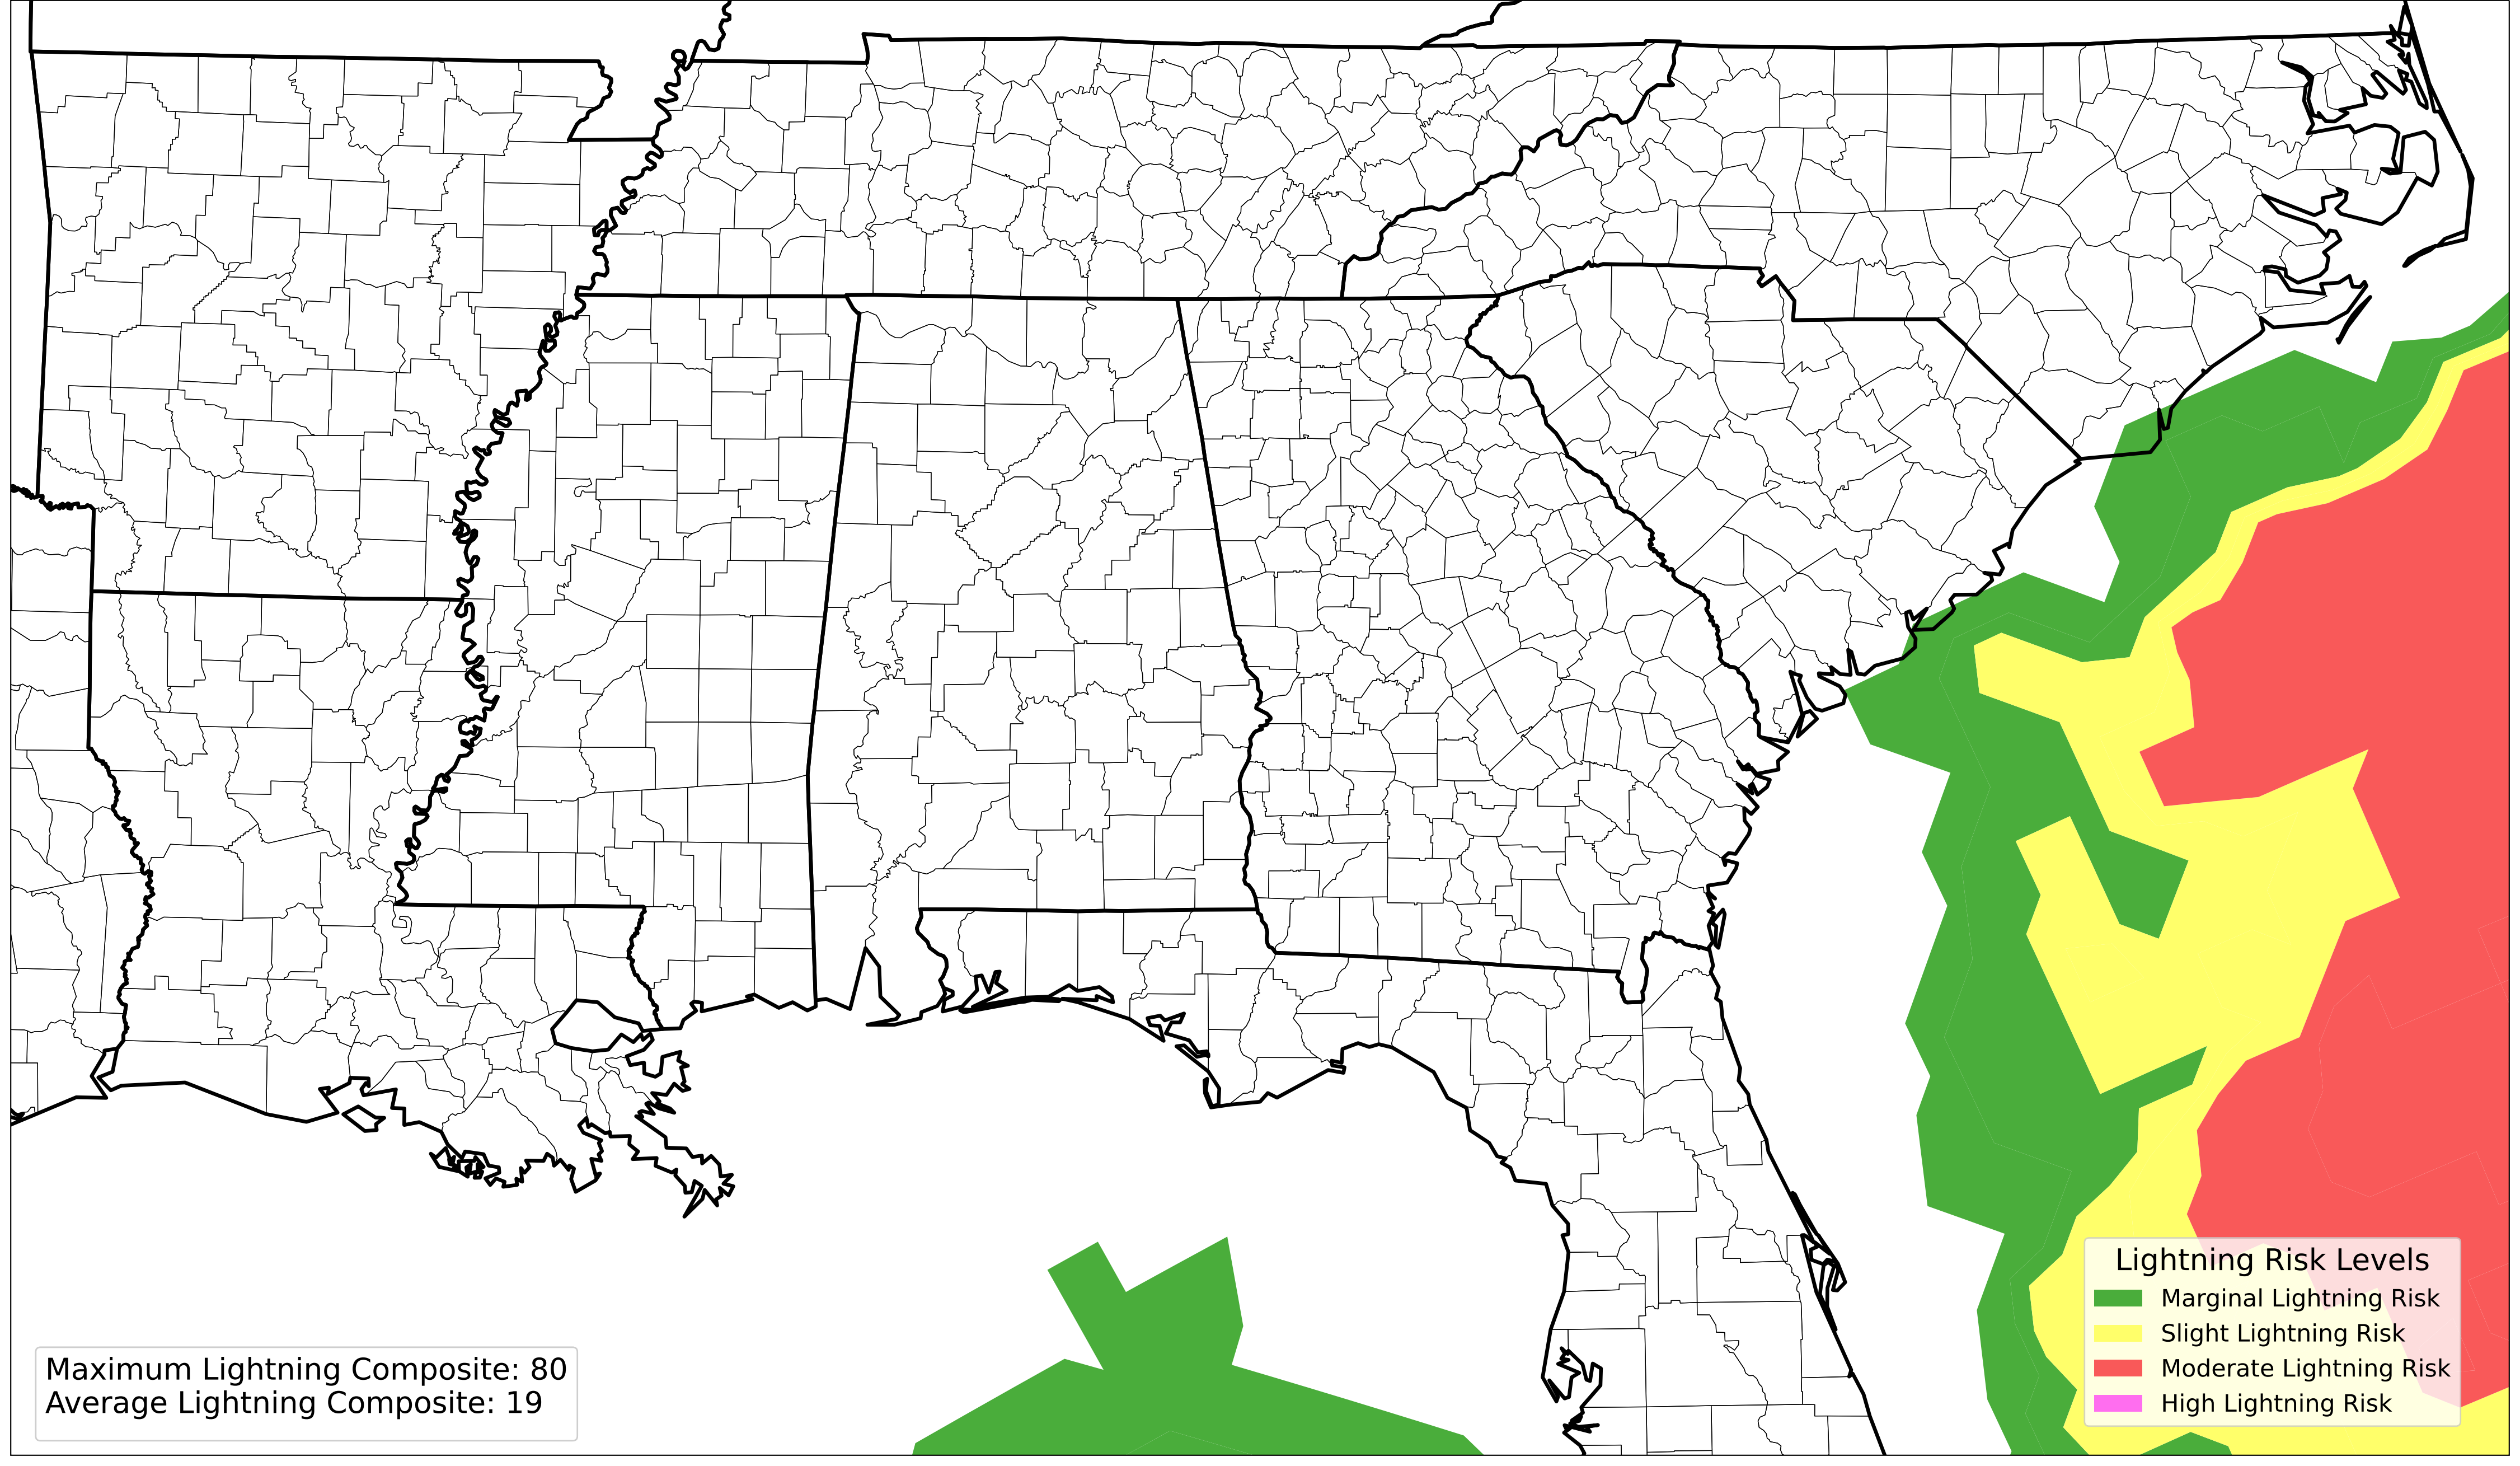 Lightning Risk Levels
Marginal Lightning Risk
Slight Lightning Risk
Moderate Lightning Risk
High Lightning Risk
Maximum Lightning Composite: 80
Average Lightning Composite: 19